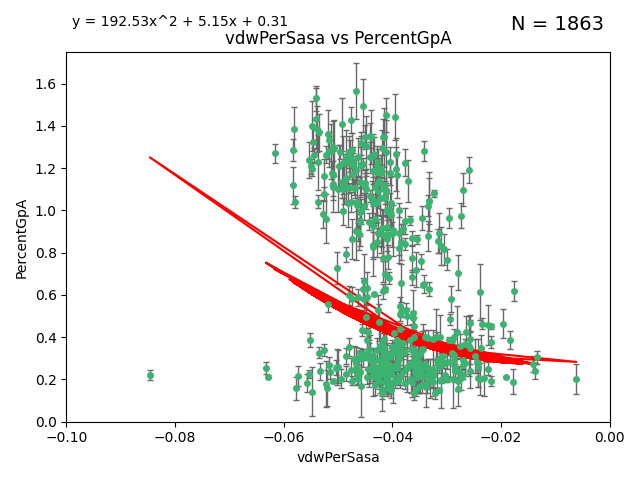 y = 192.53x^2 + 5.15x + 0.31
N = 1863
vdwPerSasa vs PercentGpA
PercentGpA
1.6
1.4
1.2
1.0
0.8
0.6
0.4
0.2
0.0
−0.10 −0.08 −0.06 −0.04 −0.02 0.00
vdwPerSasa